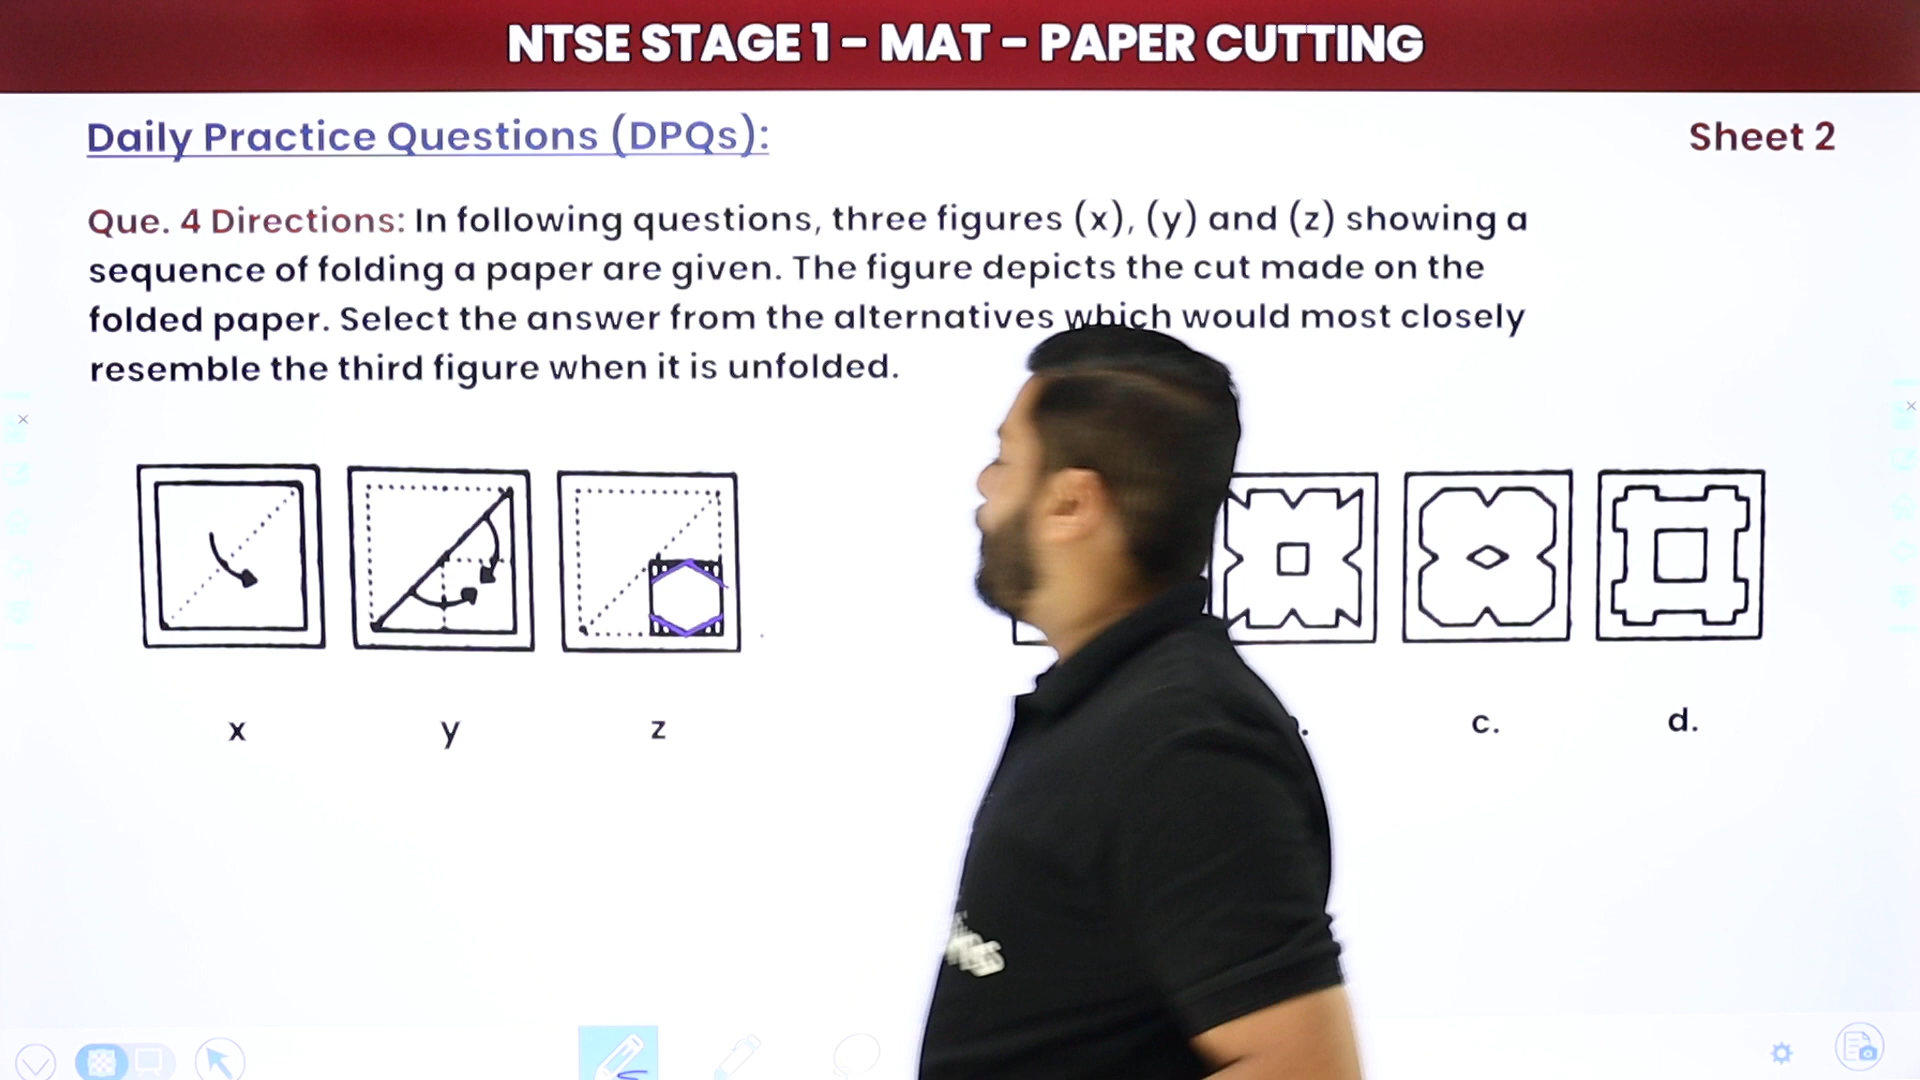 NTSE STAGE 1 – MAT – PAPER CUTTING
Daily Practice Questions (DPQs):
Sheet 2
Que. 4 Directions: In following questions, three figures (x), (y) and (z) showing a
sequence of folding a paper are given. The figure depicts the cut made on the
folded paper. Select the answer from the alternatives which would most closely
resemble the third figure when it is unfolded.
x
y
z
c.
d.